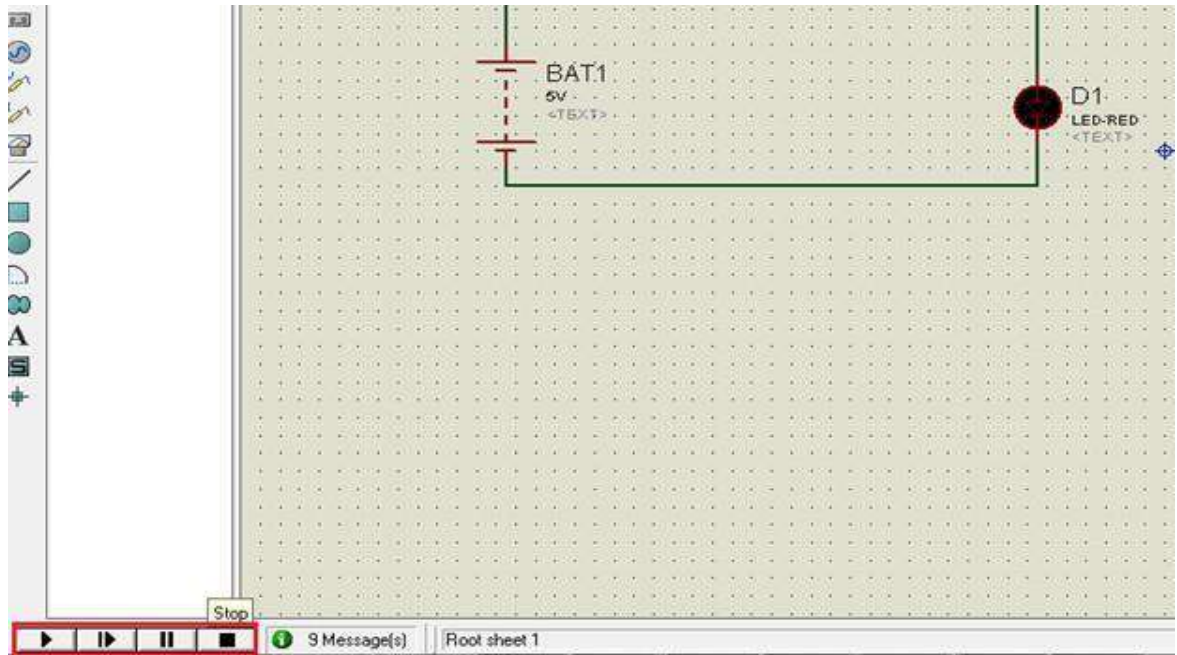 BAT1
5V
<TEXT>
D1
LED-RED
<TEXT>
A
S
Stop
9 Message(s)
Root sheet 1